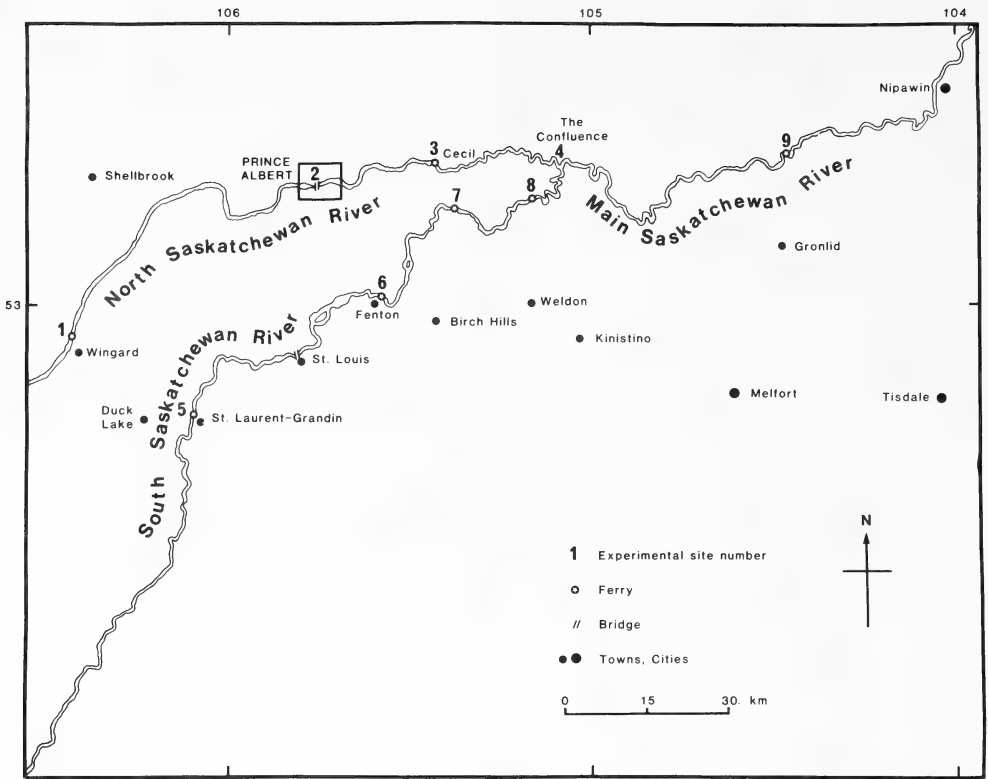 106
105
104
Nipawin
The
Confluence
9
3
Cecil
4
PRINCE
ALBERT
2
Shellbrook
8
7
North Saskatchewan River
Main Saskatchewan River
Gronlid
6
53
Fenton
Weldon
Birch Hills
1
Wingard
Kinistino
St. Louis
South Saskatchewan River
Melfort
Tisdale
5
Duck
Lake
St. Laurent-Grandin
N
1 Experimental site number
Ferry
Bridge
Towns, Cities
0 15 30. km